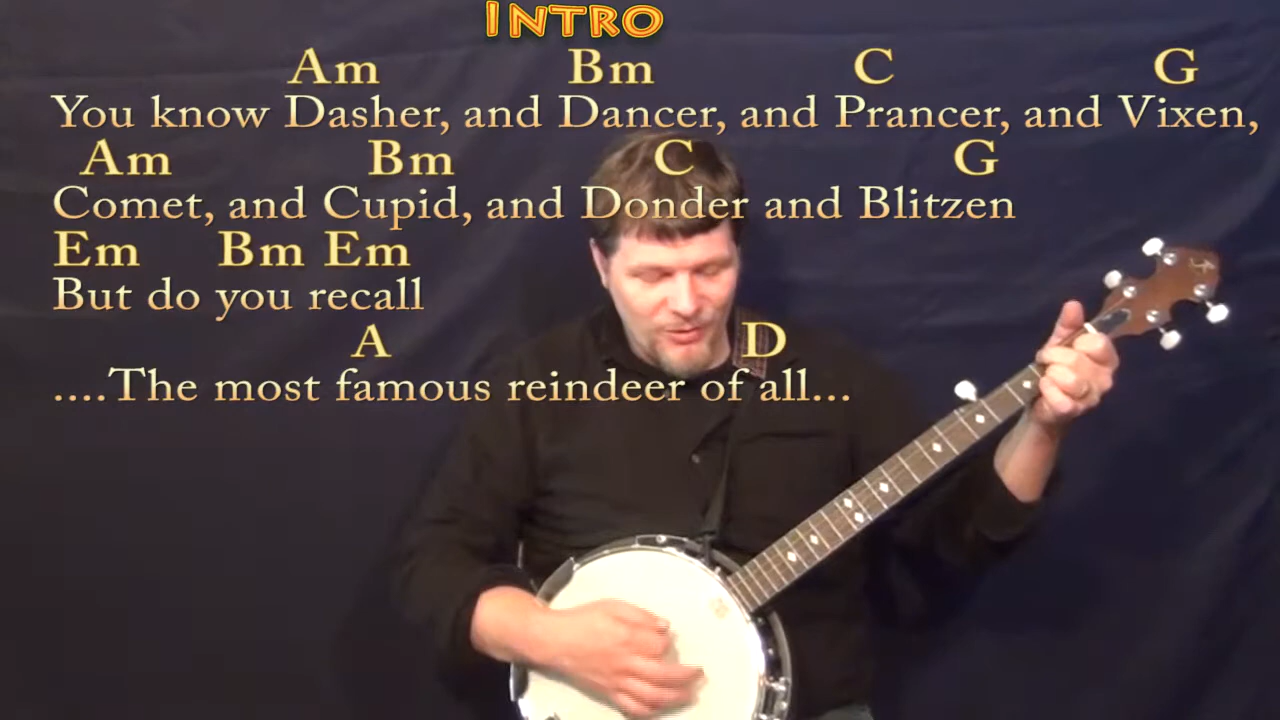 INTRO
Am Bm C G
You know Dasher, and Dancer, and Prancer, and Vixen,
Am Bm C G
Comet, and Cupid, and Donder and Blitzen
Em Bm Em
But do you recall
A D
....The most famous reindeer of all...